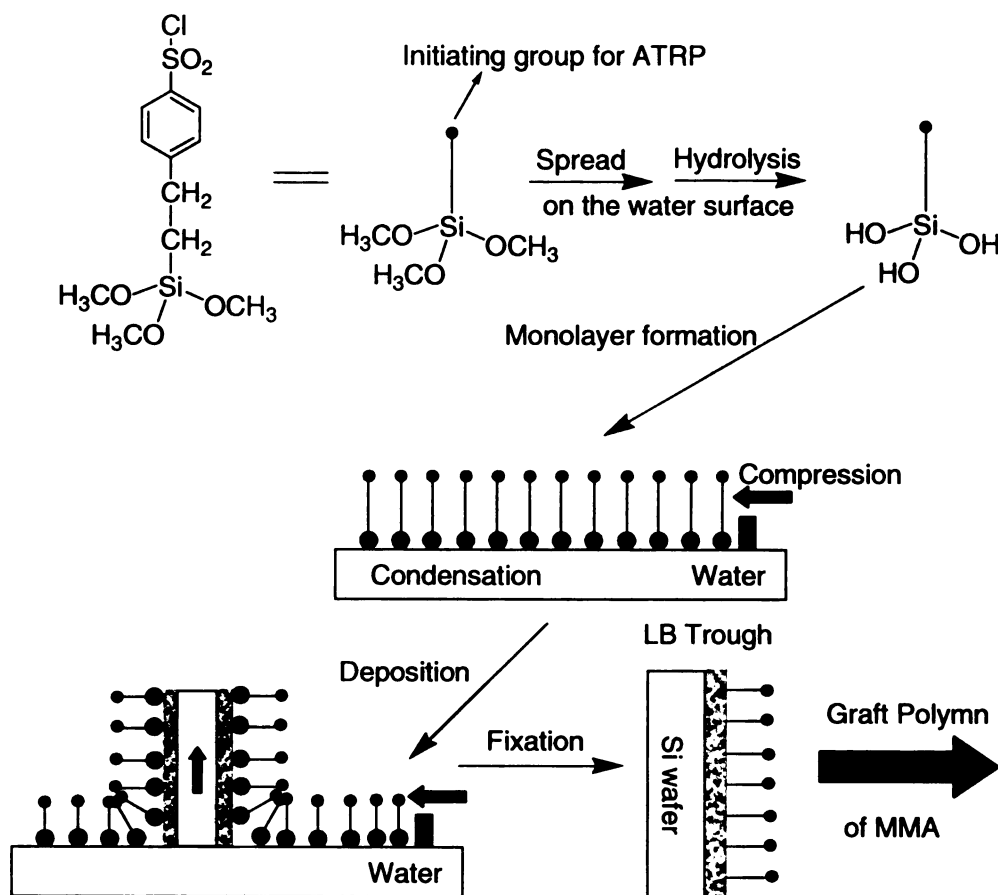 Cl
SO2
CH2
CH2
Si
H3CO
OCH3
H3CO
Initiating group for ATRP
Si
H3CO
OCH3
H3CO
Spread
Hydrolysis
on the water surface
Si
HO
OH
HO
Monolayer formation
Compression
Condensation
Water
LB Trough
Deposition
Fixation
Si wafer
Graft Polymn
of MMA
Water